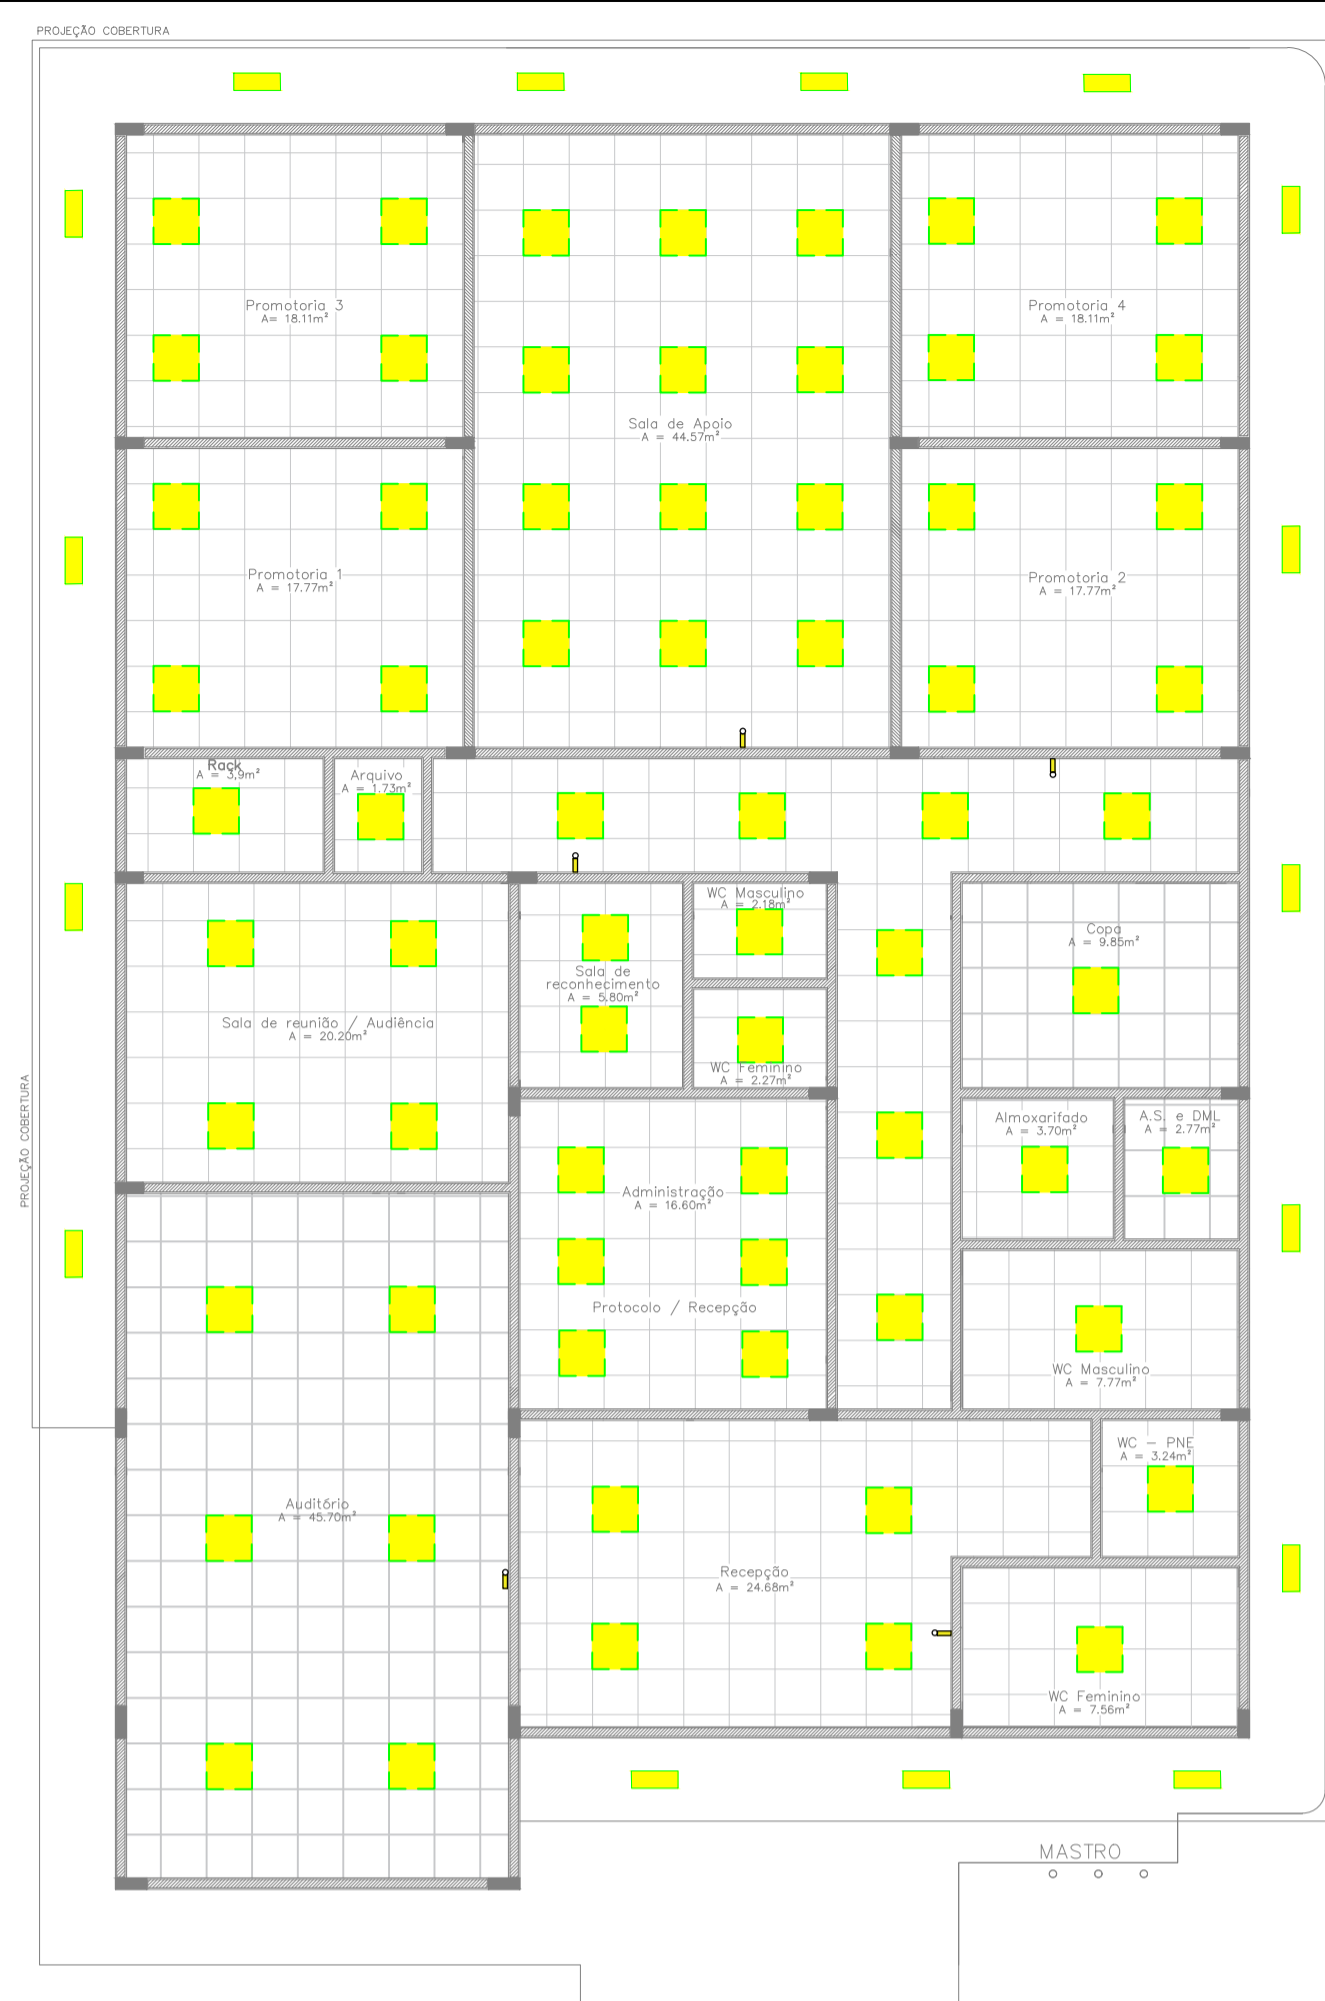 PROJEÇÃO COBERTURA
Promotoria 3
A= 18.11m²
Promotoria 4
A = 18.11m²
Sala de Apoio
A = 44.57m²
Promotoria 1
A = 17.77m²
Promotoria 2
A = 17.77m²
Rack
A = 3,9m²
Arquivo
A = 1.73m²
WC Masculino
A = 2.18m²
Copa
A = 9.85m²
Sala de
reconhecimento
A = 5.80m²
Sala de reunião / Audiência
A = 20.20m²
WC Feminino
A = 2.27m²
PROJEÇÃO COBERTURA
Almoxarifado
A = 3.70m²
A.S. e DML
A = 2.77m²
Administração
A = 16.60m²
Protocolo / Recepção
WC Masculino
A = 7.77m²
WC – PNE
A = 3.24m²
Auditório
A = 45.70m²
Recepção
A = 24.68m²
WC Feminino
A = 7.56m²
MASTRO